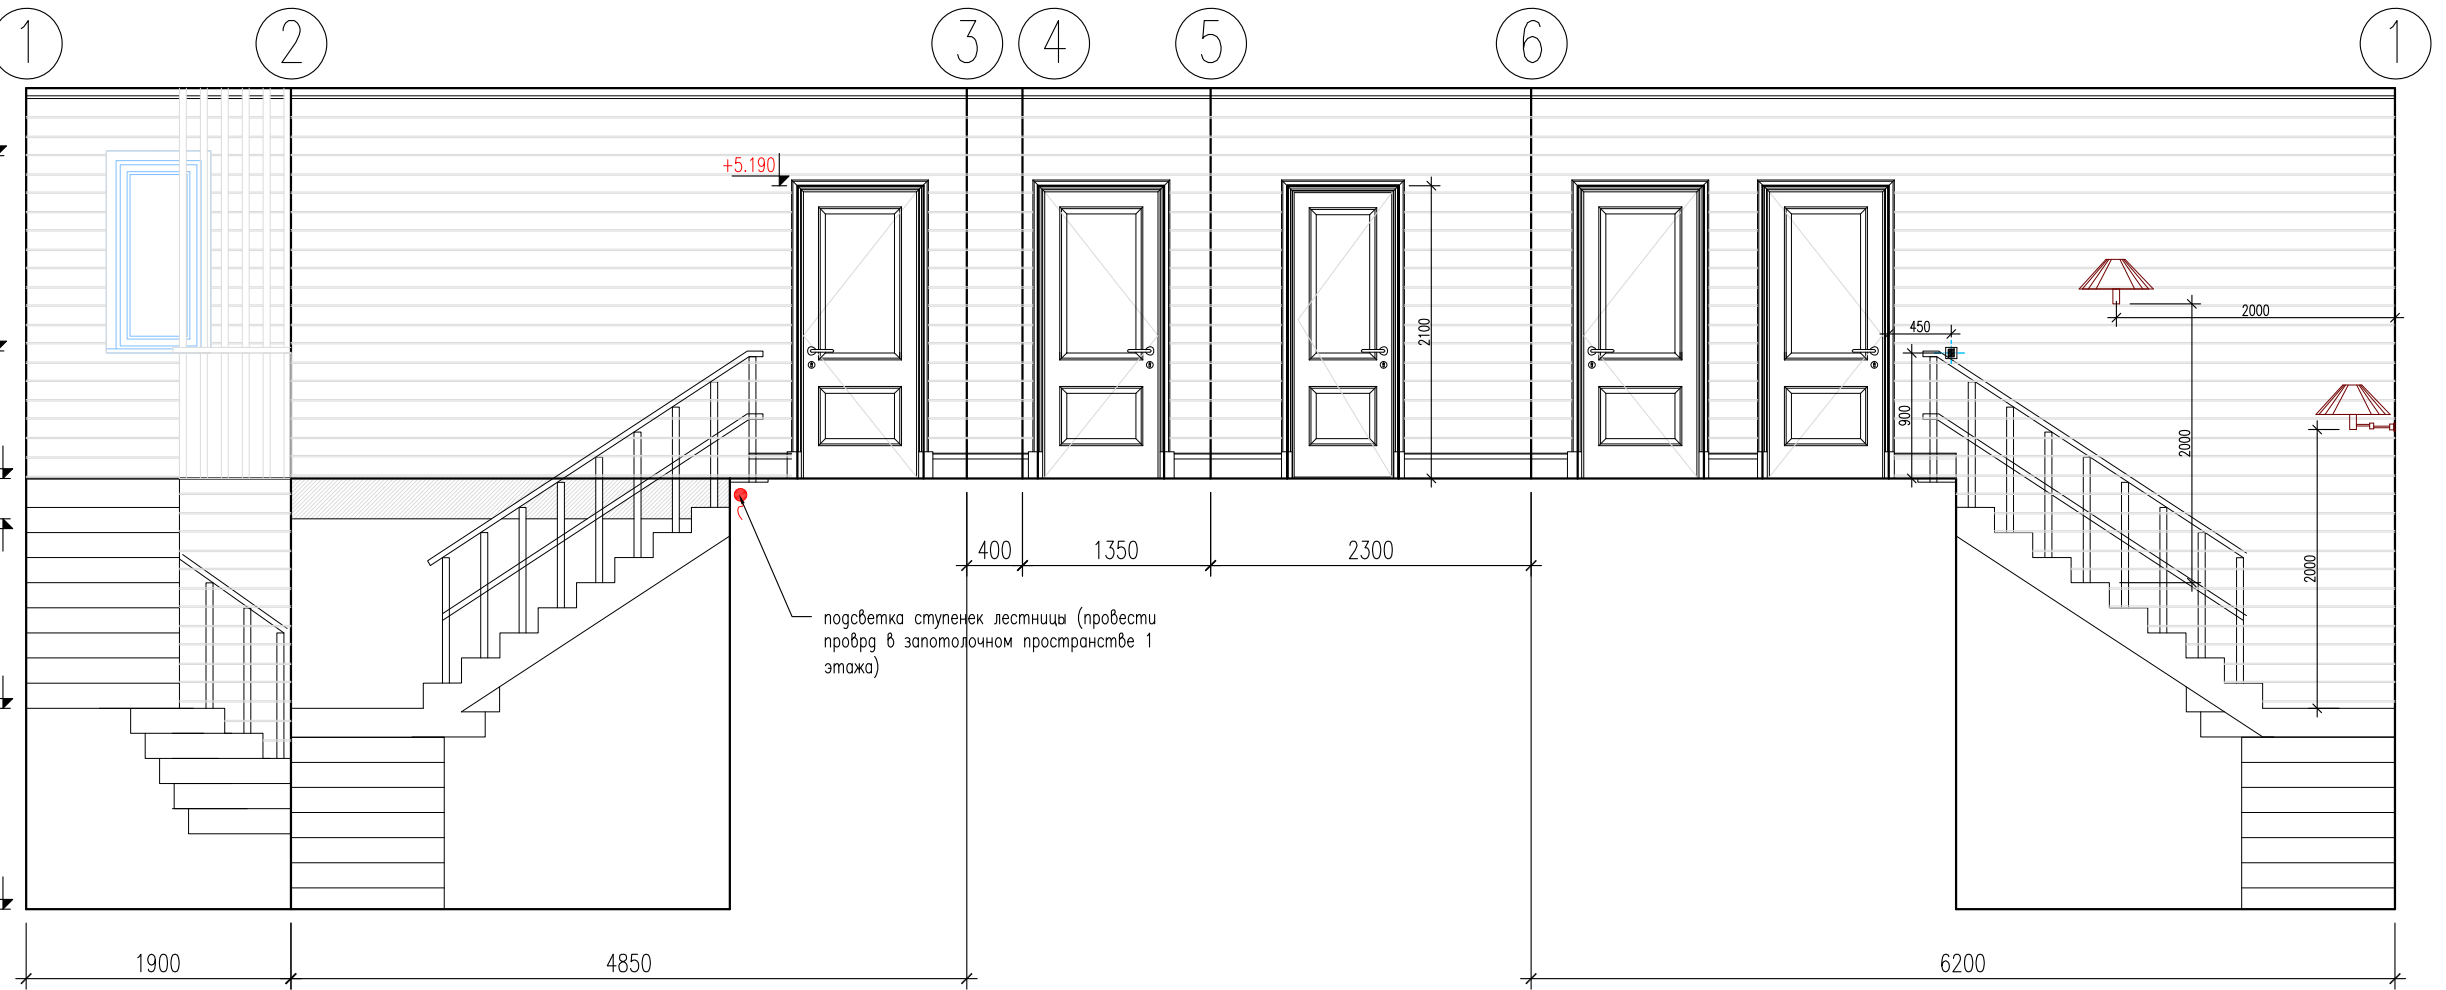 1 2 3 4 5 6 1
+5.190
2000
450
2100
900
2000
2000
400 1350 2300
подсветка ступенек лестницы (провести
проврд в запотолочном пространстве 1
этажа)
1900 4850 6200